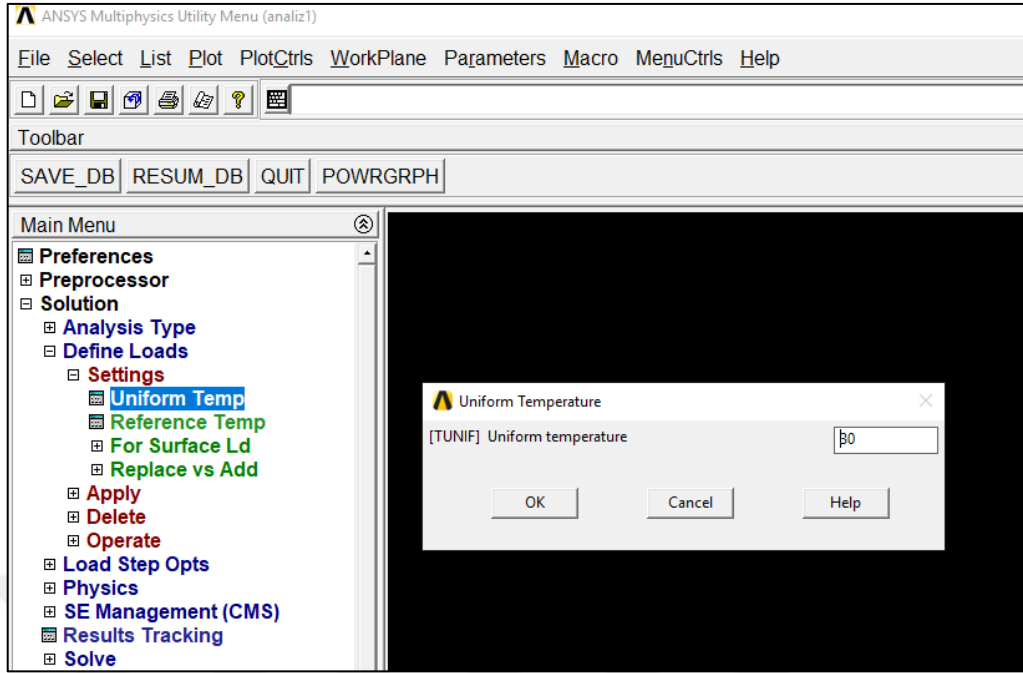 ANSYS Multiphysics Utility Menu (analiz1)
File Select List Plot PlotCtrls WorkPlane Parameters Macro MenuCtrls Help
Toolbar
SAVE_DB RESUM_DB QUIT POWRGRPH
Main Menu
Preferences
Preprocessor
Solution
Analysis Type
Define Loads
Settings
Uniform Temp
Reference Temp
For Surface Ld
Replace vs Add
Apply
Delete
Operate
Load Step Opts
Physics
SE Management (CMS)
Results Tracking
Solve
Uniform Temperature
[TUNIF] Uniform temperature 30
OK Cancel Help